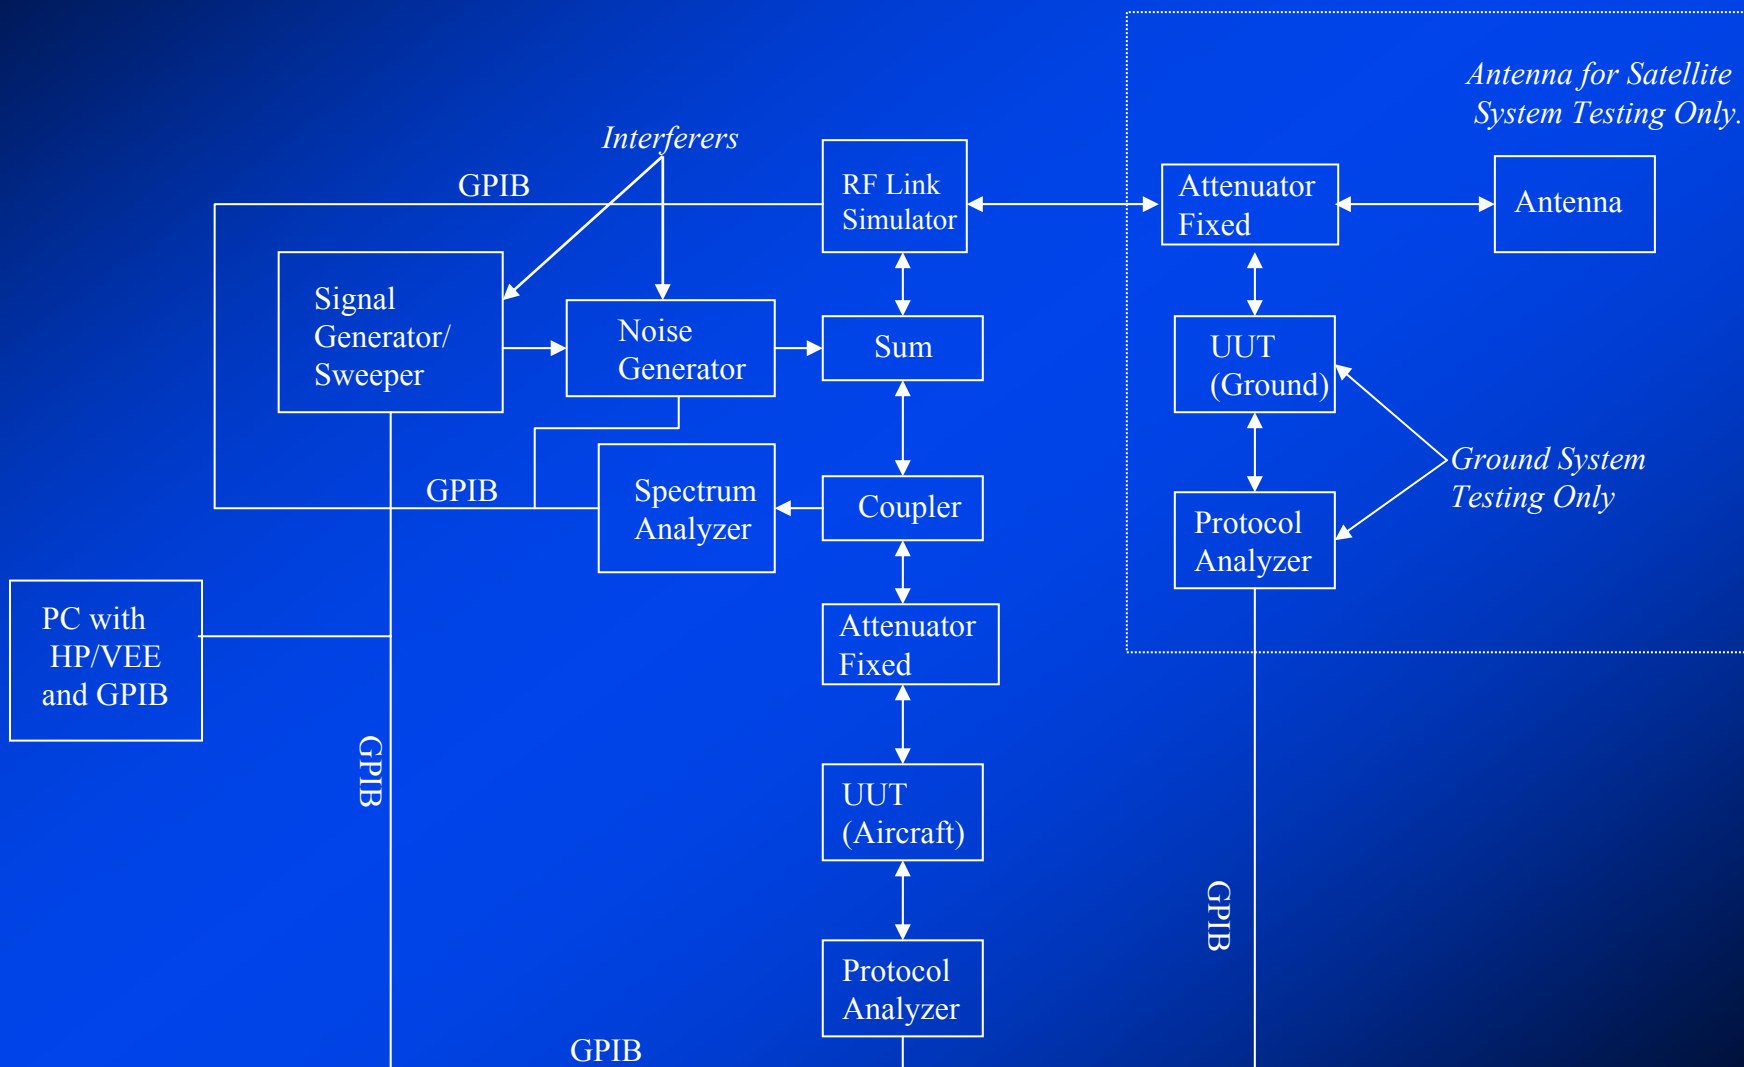 Antenna for Satellite
System Testing Only.
Interferers
GPIB
RF Link
Simulator
Attenuator
Fixed
Antenna
Signal
Generator/
Sweeper
Noise
Generator
Sum
UUT
(Ground)
GPIB
Spectrum
Analyzer
Coupler
Ground System
Testing Only
Protocol
Analyzer
PC with
HP/VEE
and GPIB
Attenuator
Fixed
GPIB
UUT
(Aircraft)
GPIB
Protocol
Analyzer
GPIB